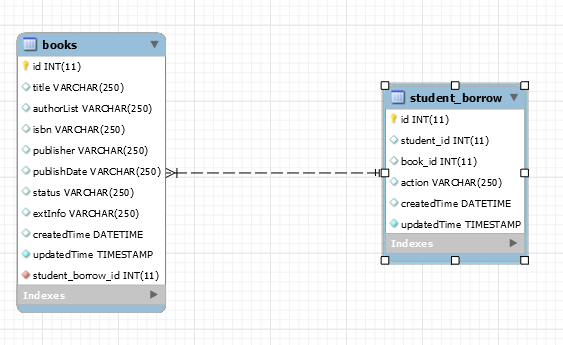 books
id INT(11)
title VARCHAR(250)
authorList VARCHAR(250)
isbn VARCHAR(250)
publisher VARCHAR(250)
publishDate VARCHAR(250)
status VARCHAR(250)
extInfo VARCHAR(250)
createdTime DATETIME
updatedTime TIMESTAMP
student_borrow_id INT(11)
Indexes
student_borrow
id INT(11)
student_id INT(11)
book_id INT(11)
action VARCHAR(250)
createdTime DATETIME
updatedTime TIMESTAMP
Indexes